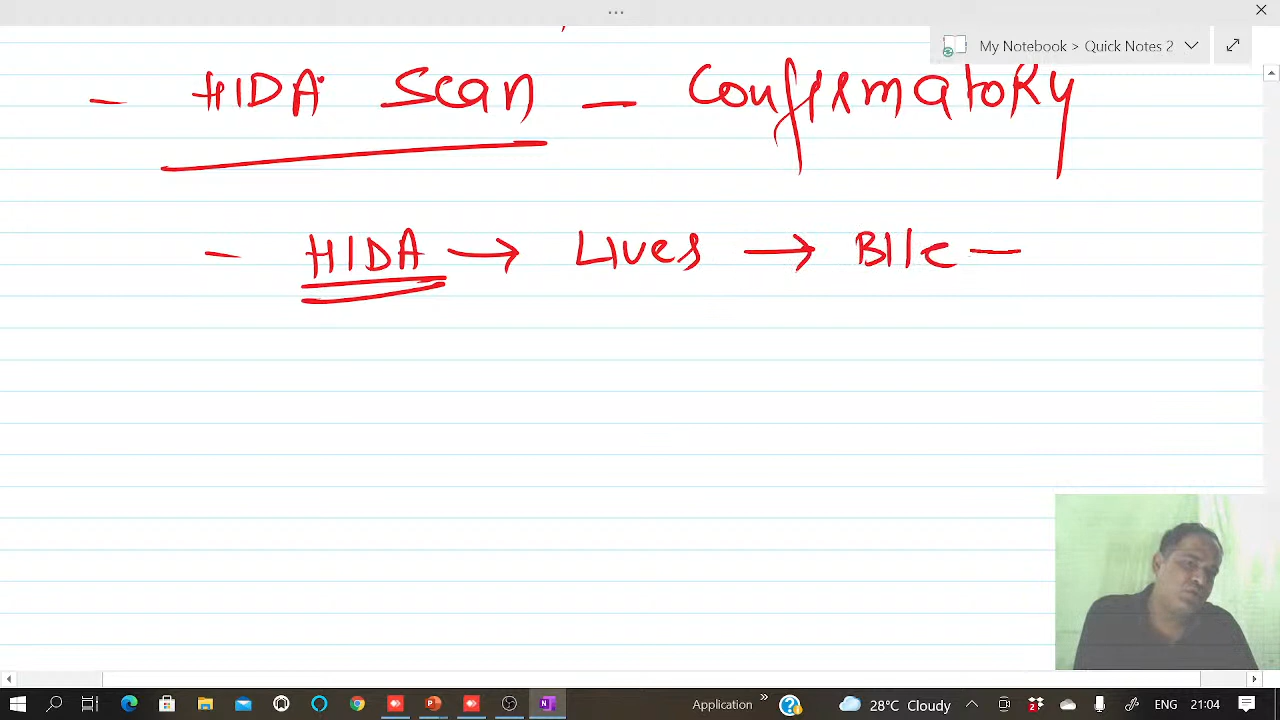 My Notebook > Quick Notes 2
- HIDA Scan - Confirmatory
- HIDA → Liver → Bile -
Application
»
28°C Cloudy
ENG
21:04